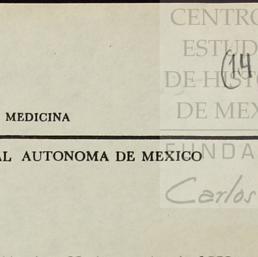 CENTRO
ESTUD
DE HIST
DE MEX
(14
MEDICINA
FUNDA
AL AUTONOMA DE MEXICO
Carlos